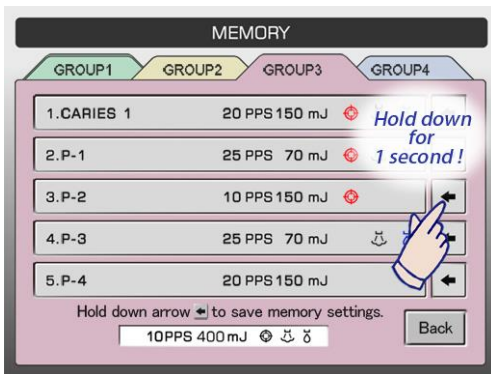 MEMORY
GROUP1 GROUP2 GROUP3 GROUP4
1.CARIES 1 20 PPS 150 mJ
Hold down
for
1 second !
2.P-1 25 PPS 70 mJ
3.P-2 10 PPS 150 mJ
4.P-3 25 PPS 70 mJ
5.P-4 20 PPS 150 mJ
Hold down arrow to save memory settings.
10PPS 400mJ
Back